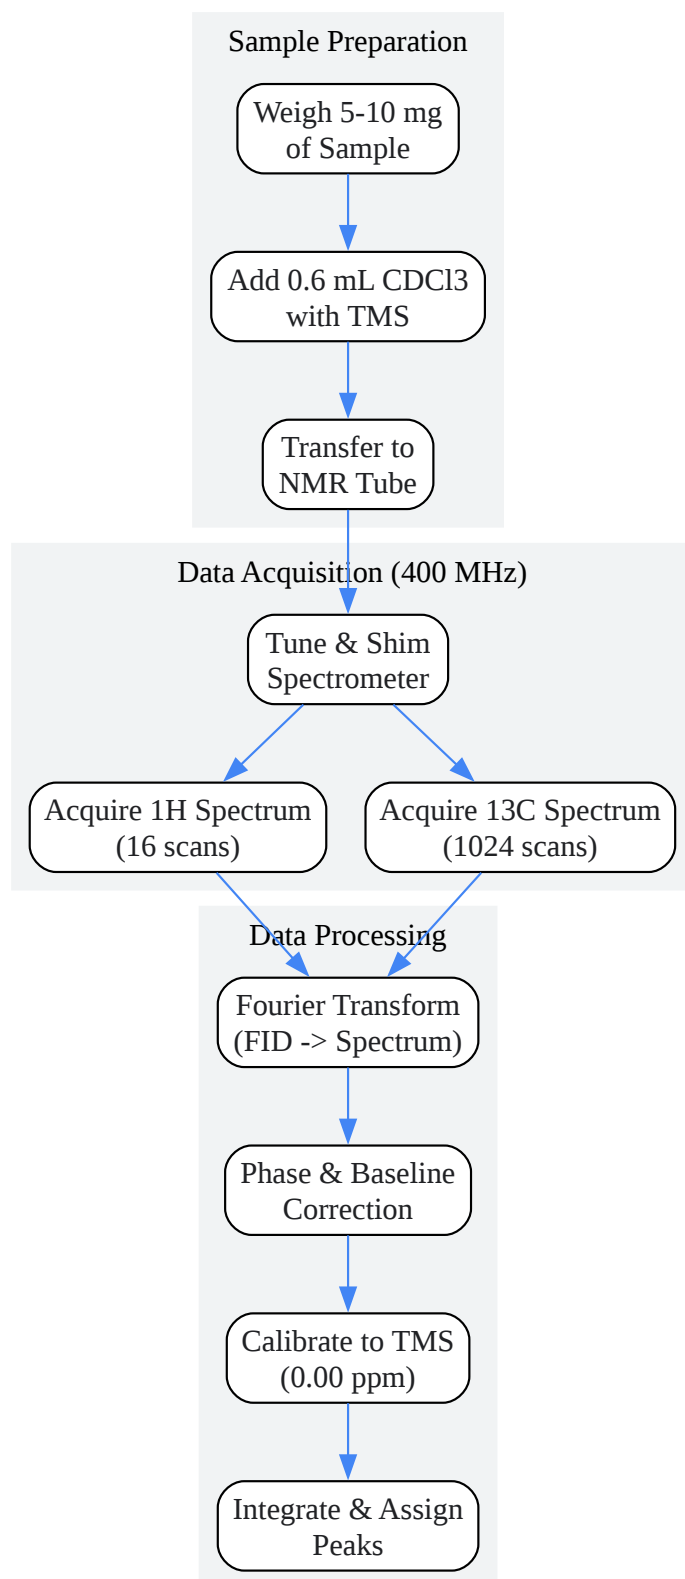 Sample Preparation
Weigh 5-10 mg
of Sample
Add 0.6 mL CDCl3
with TMS
Transfer to
NMR Tube
Data Acquisition (400 MHz)
Tune & Shim
Spectrometer
Acquire 1H Spectrum
(16 scans)
Acquire 13C Spectrum
(1024 scans)
Data Processing
Fourier Transform
(FID -> Spectrum)
Phase & Baseline
Correction
Calibrate to TMS
(0.00 ppm)
Integrate & Assign
Peaks